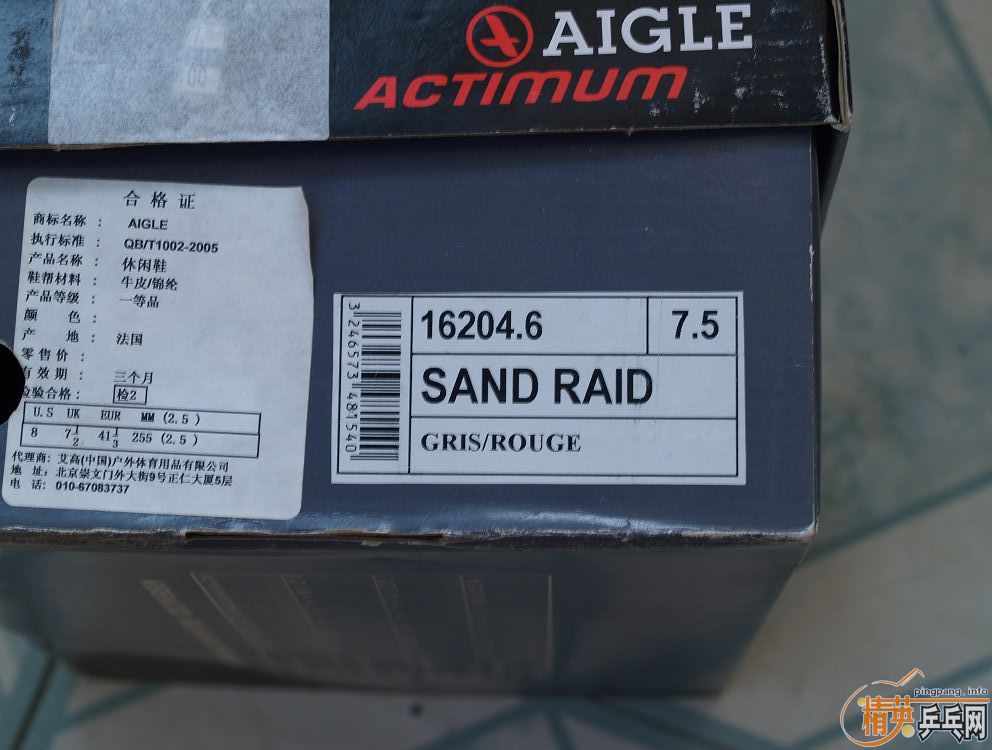 AIGLE
ACTIMUM
合格证
商标名称 : AIGLE
执行标准 : QB/T1002-2005
产品名称 : 休闲鞋
鞋帮材料 : 牛皮/锦纶
产品等级 : 一等品
颜 色 :
产 地 : 法国
零售价 :
有效期 : 三个月
检验合格: 检2
U.S UK EUR MM (2.5)
8 7 1/2 41 1/3 255 (2.5)
代理商: 艾高(中国)户外体育用品有限公司
地 址: 北京崇文门外大街9号正仁大厦5层
电 话: 010-67083737
3 246573 481540
16204.6 7.5
SAND RAID
GRIS/ROUGE
pingpang.info
精英乒乓网